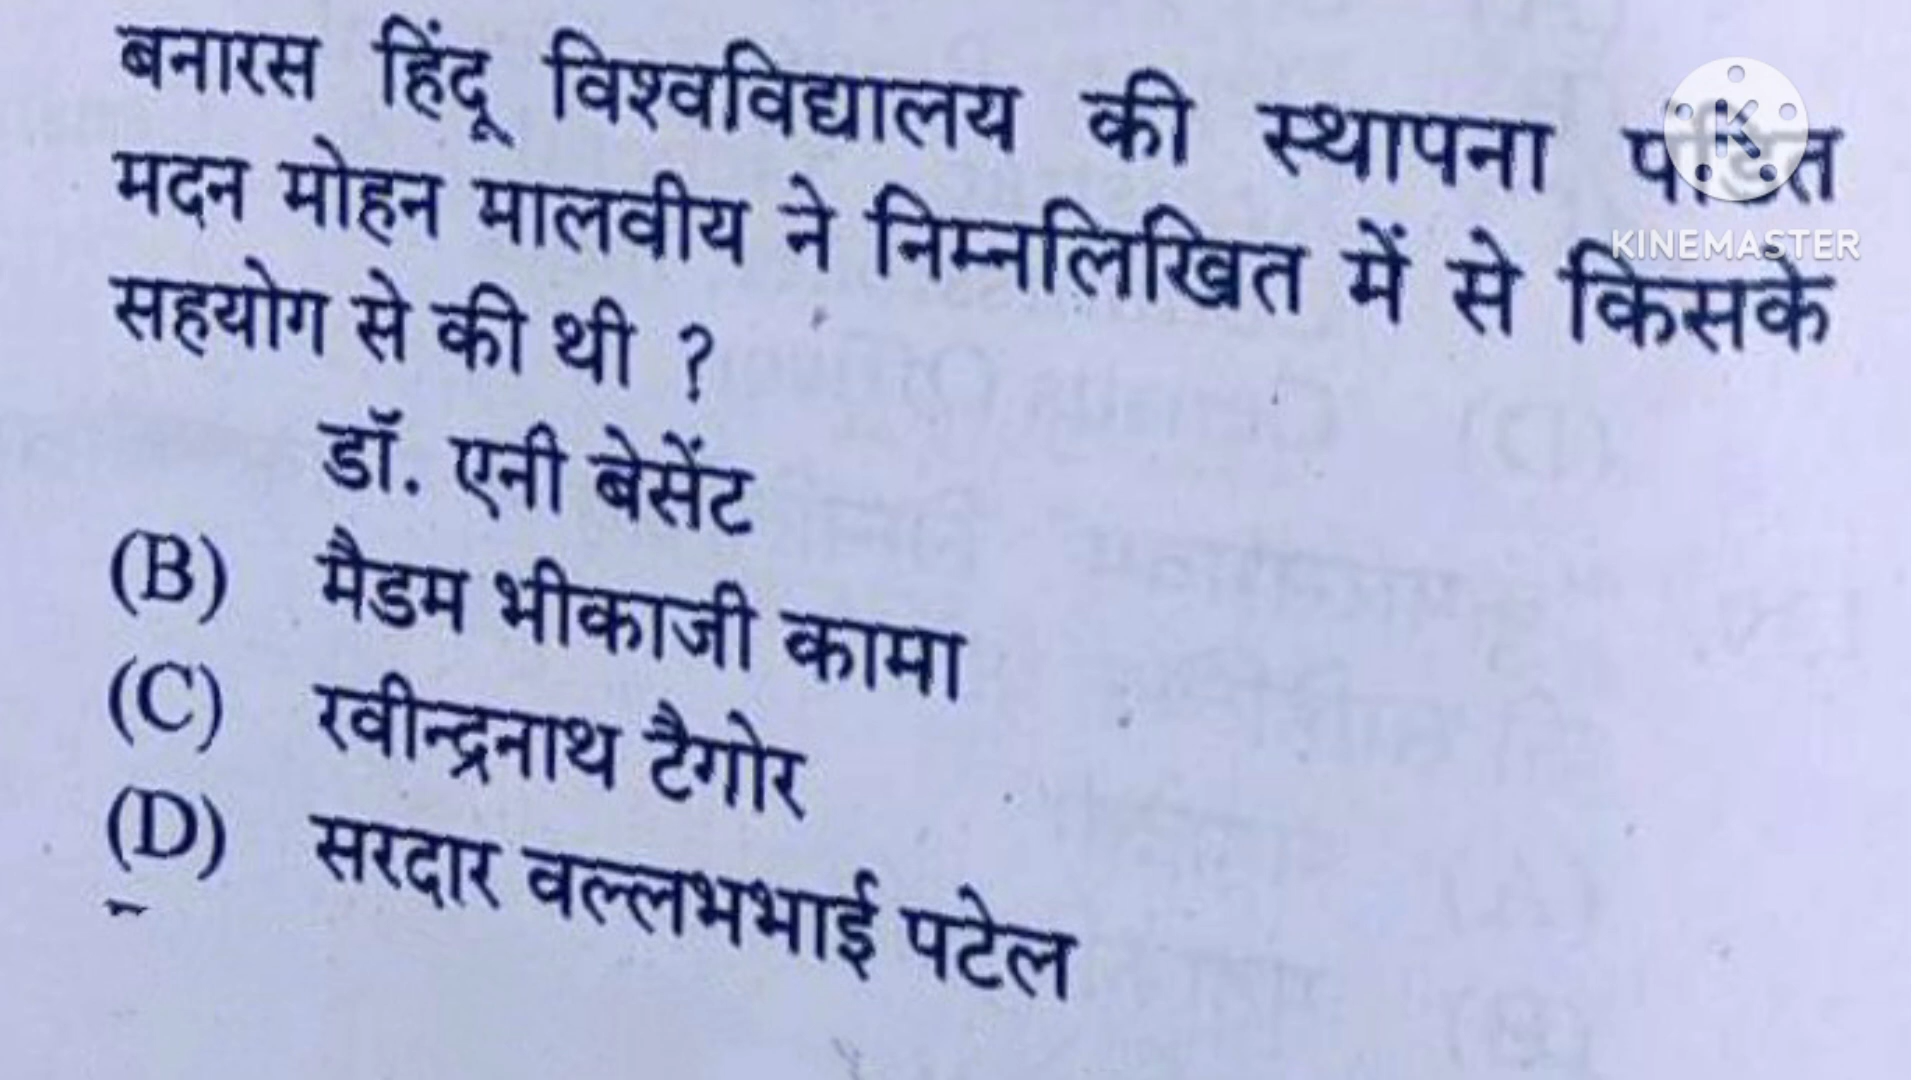 बनारस हिंदू विश्वविद्यालय की स्थापना
मदन मोहन मालवीय ने निम्नलिखित में से किसके
सहयोग से की थी ?
डॉ. एनी बेसेंट
(B) मैडम भीकाजी कामा
(C) रवीन्द्रनाथ टैगोर
(D) सरदार वल्लभभाई पटेल
K
KINEMASTER